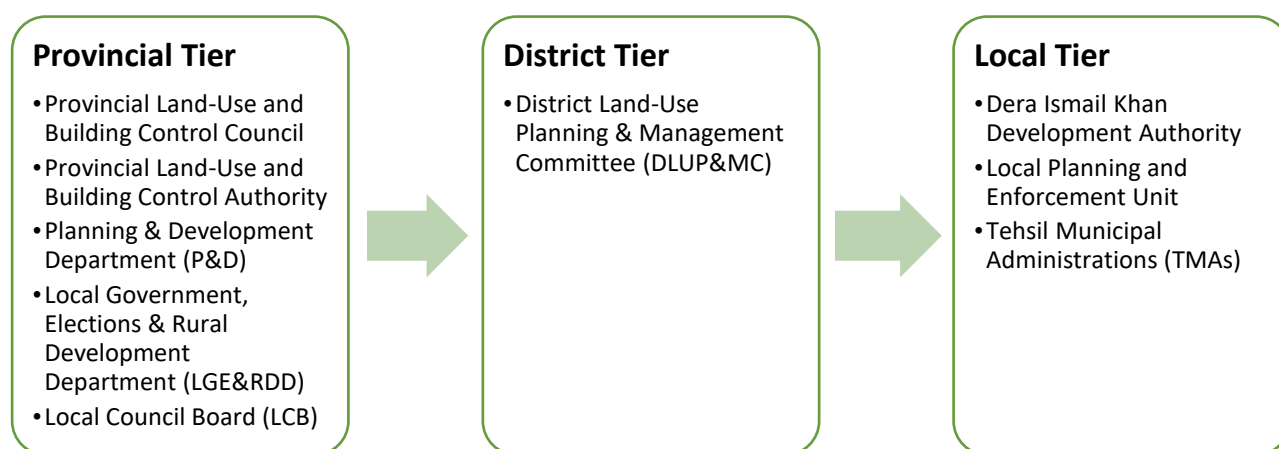 Provincial Tier
•Provincial Land-Use and
Building Control Council
•Provincial Land-Use and
Building Control Authority
•Planning & Development
Department (P&D)
•Local Government,
Elections & Rural
Development
Department (LGE&RDD)
•Local Council Board (LCB)
District Tier
•District Land-Use
Planning & Management
Committee (DLUP&MC)
Local Tier
•Dera Ismail Khan
Development Authority
•Local Planning and
Enforcement Unit
•Tehsil Municipal
Administrations (TMAs)